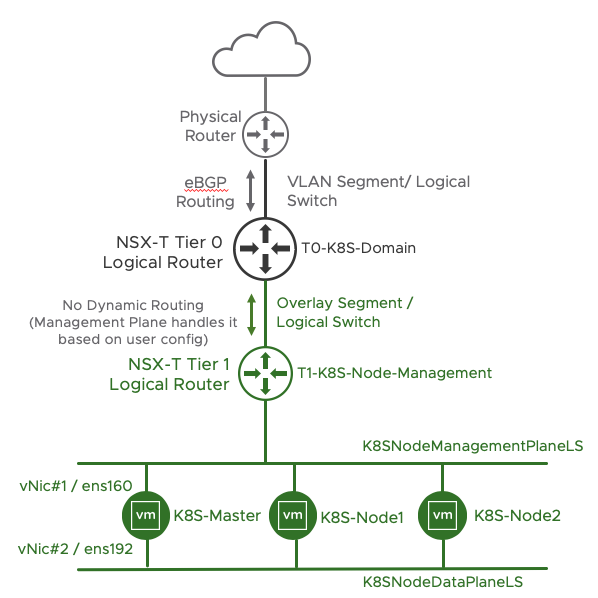 Physical
Router
eBGP
Routing
VLAN Segment/ Logical
Switch
NSX-T Tier 0
Logical Router
T0-K8S-Domain
No Dynamic Routing
(Management Plane handles it
based on user config)
Overlay Segment /
Logical Switch
NSX-T Tier 1
Logical Router
T1-K8S-Node-Management
K8SNodeManagementPlaneLS
vNic#1 / ens160
vm
K8S-Master
vm
K8S-Node1
vm
K8S-Node2
vNic#2 / ens192
K8SNodeDataPlaneLS